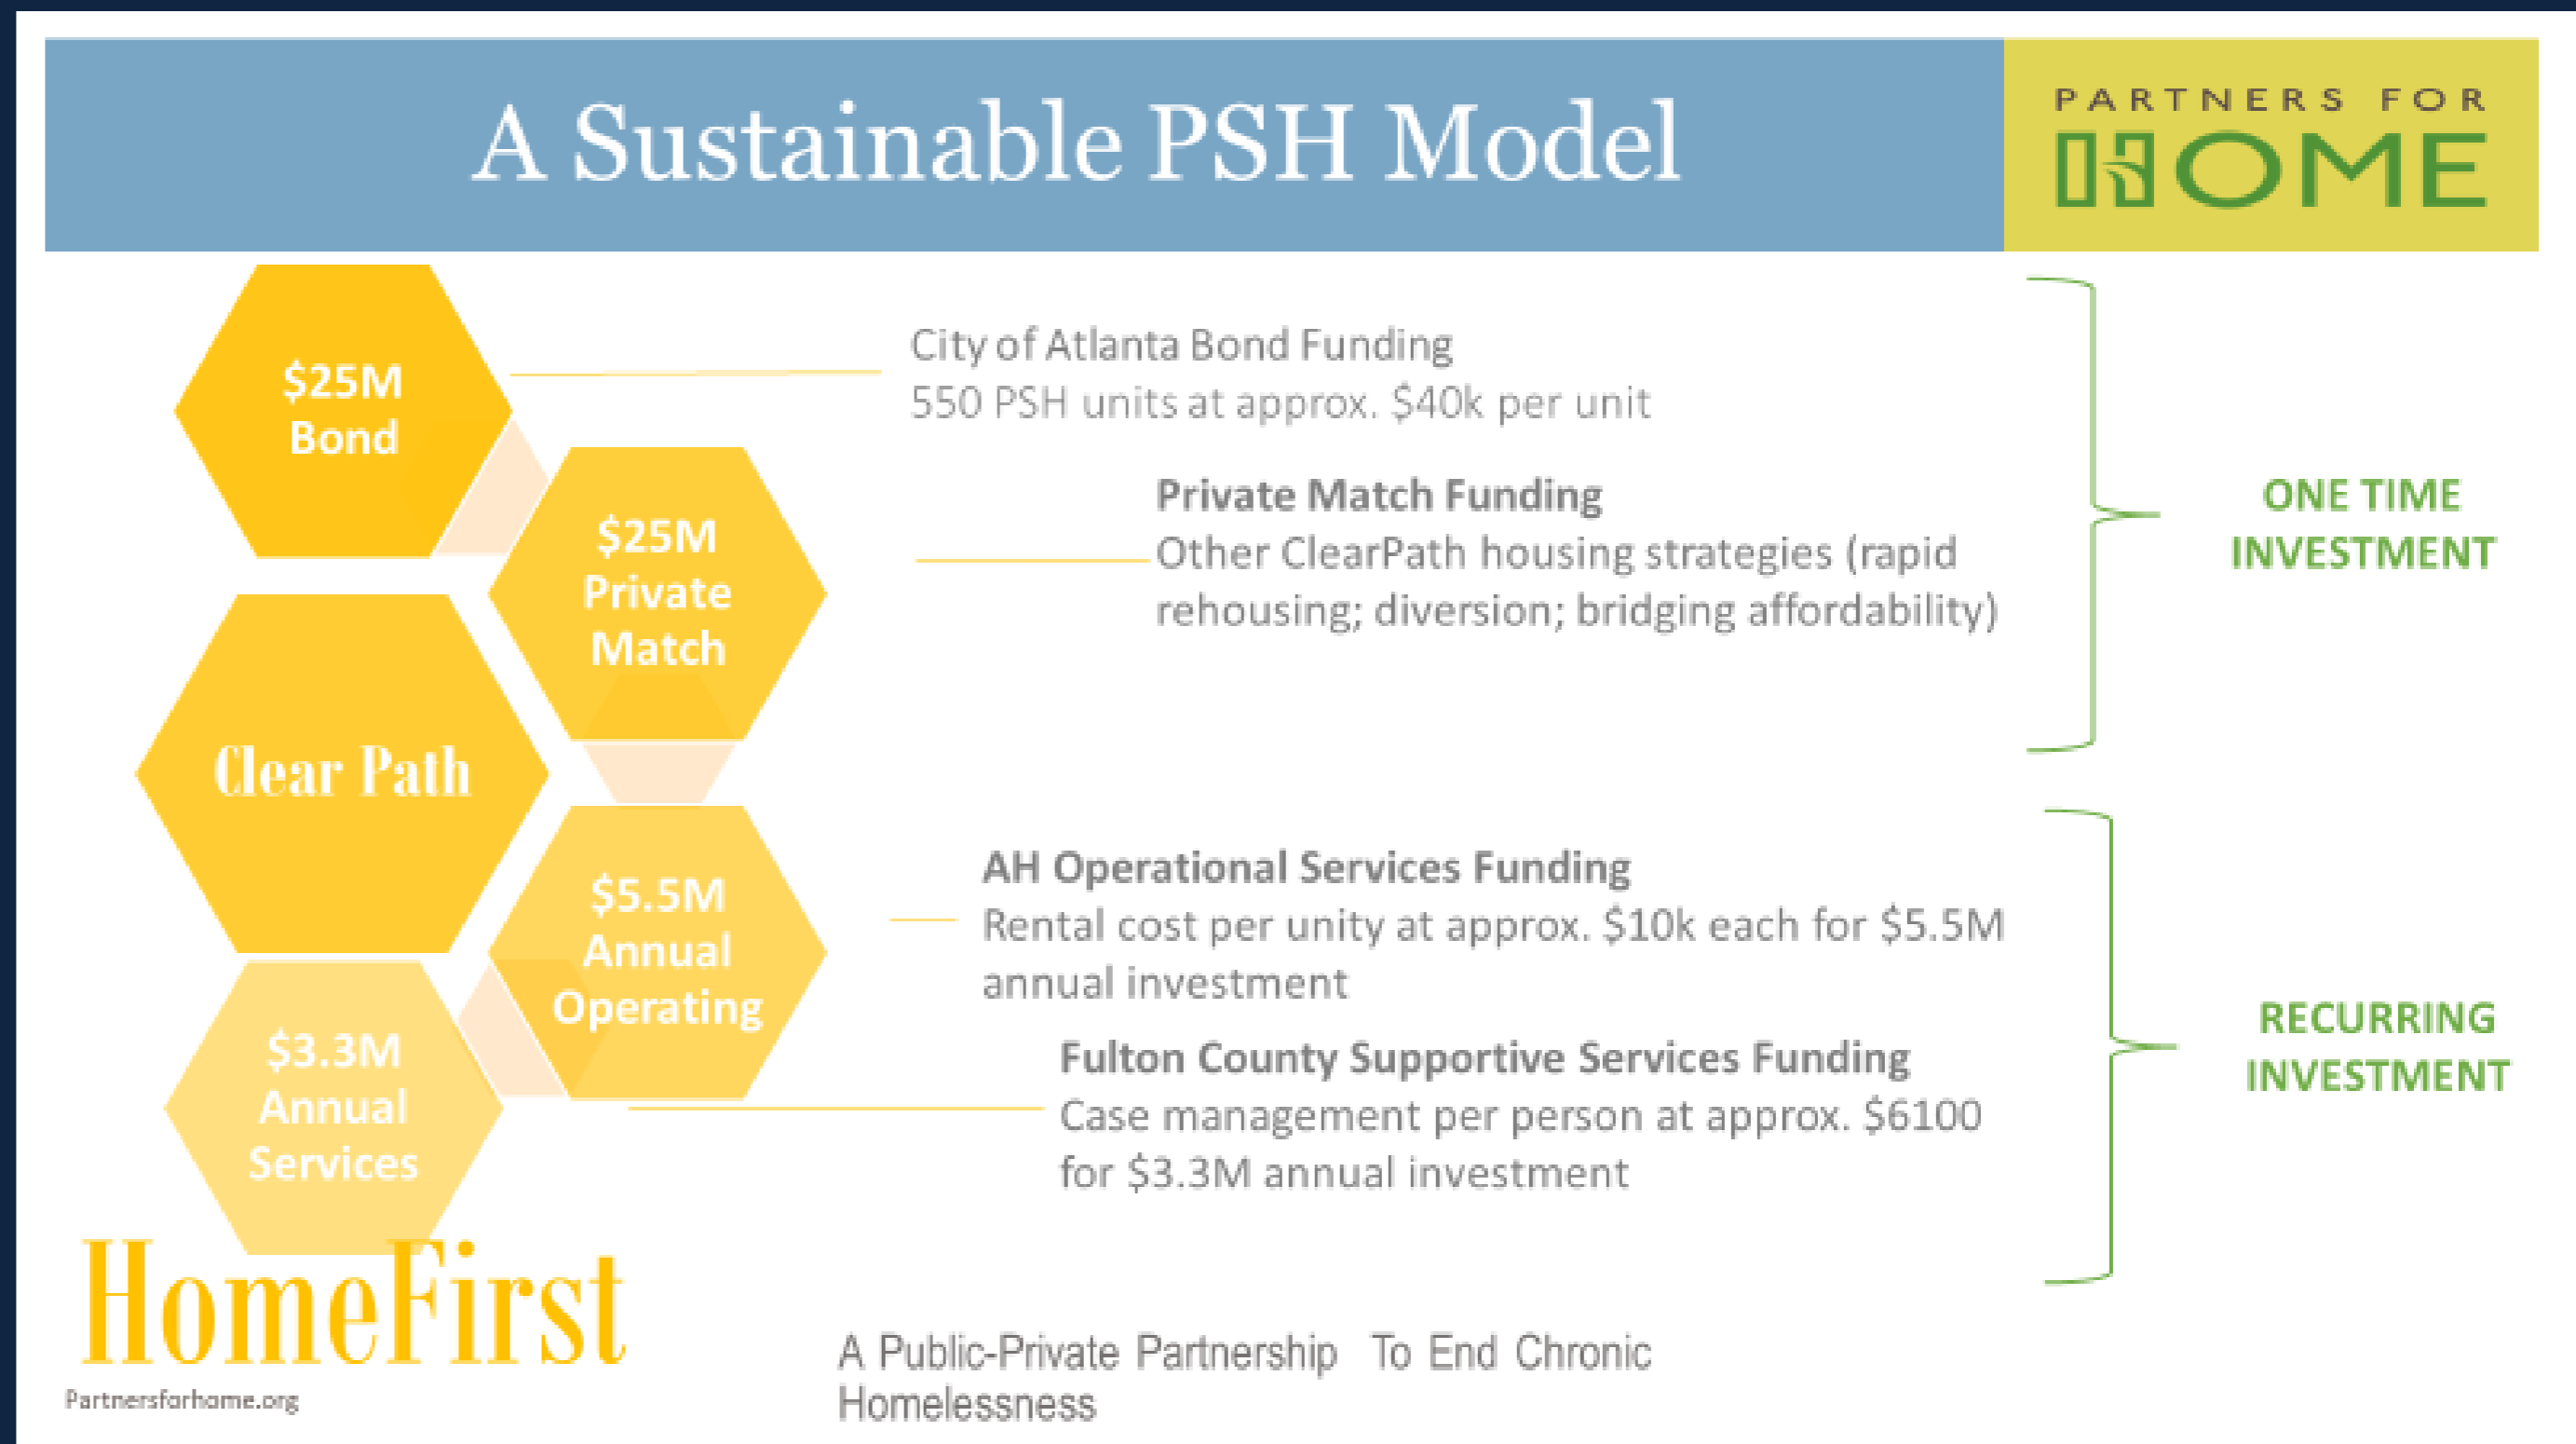 A Sustainable PSH Model
PARTNERS FOR
HOME
$25M
Bond
City of Atlanta Bond Funding
550 PSH units at approx. $40k per unit
$25M
Private
Match
Private Match Funding
Other ClearPath housing strategies (rapid
rehousing; diversion; bridging affordability)
ONE TIME
INVESTMENT
Clear Path
$5.5M
Annual
Operating
AH Operational Services Funding
Rental cost per unity at approx. $10k each for $5.5M
annual investment
$3.3M
Annual
Services
Fulton County Supportive Services Funding
Case management per person at approx. $6100
for $3.3M annual investment
RECURRING
INVESTMENT
HomeFirst
Partnersforhome.org
A Public-Private Partnership To End Chronic
Homelessness